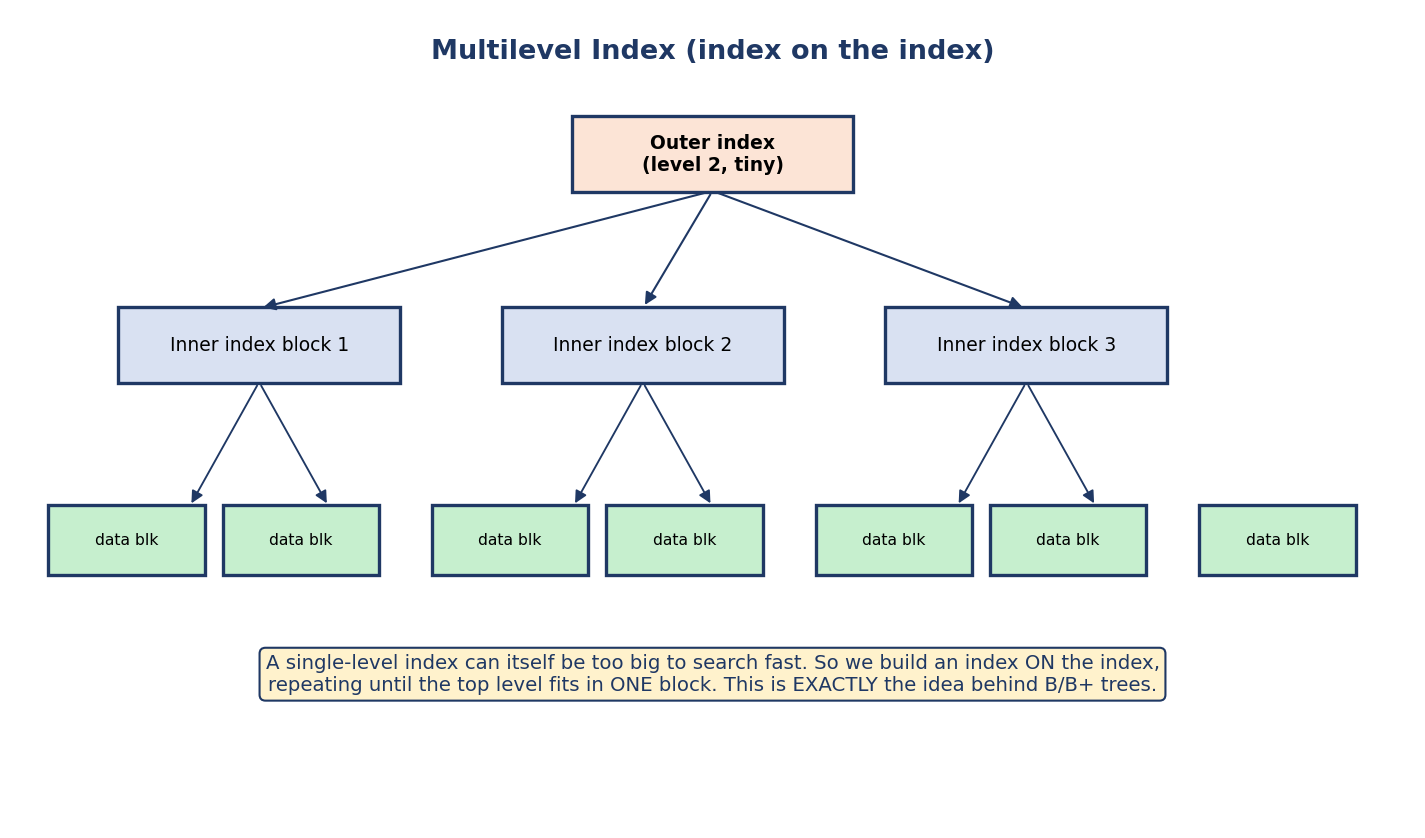 Multilevel Index (index on the index)
Outer index
(level 2, tiny)
Inner index block 1
Inner index block 2
Inner index block 3
data blk
data blk
data blk
data blk
data blk
data blk
data blk
A single-level index can itself be too big to search fast. So we build an index ON the index,
repeating until the top level fits in ONE block. This is EXACTLY the idea behind B/B+ trees.